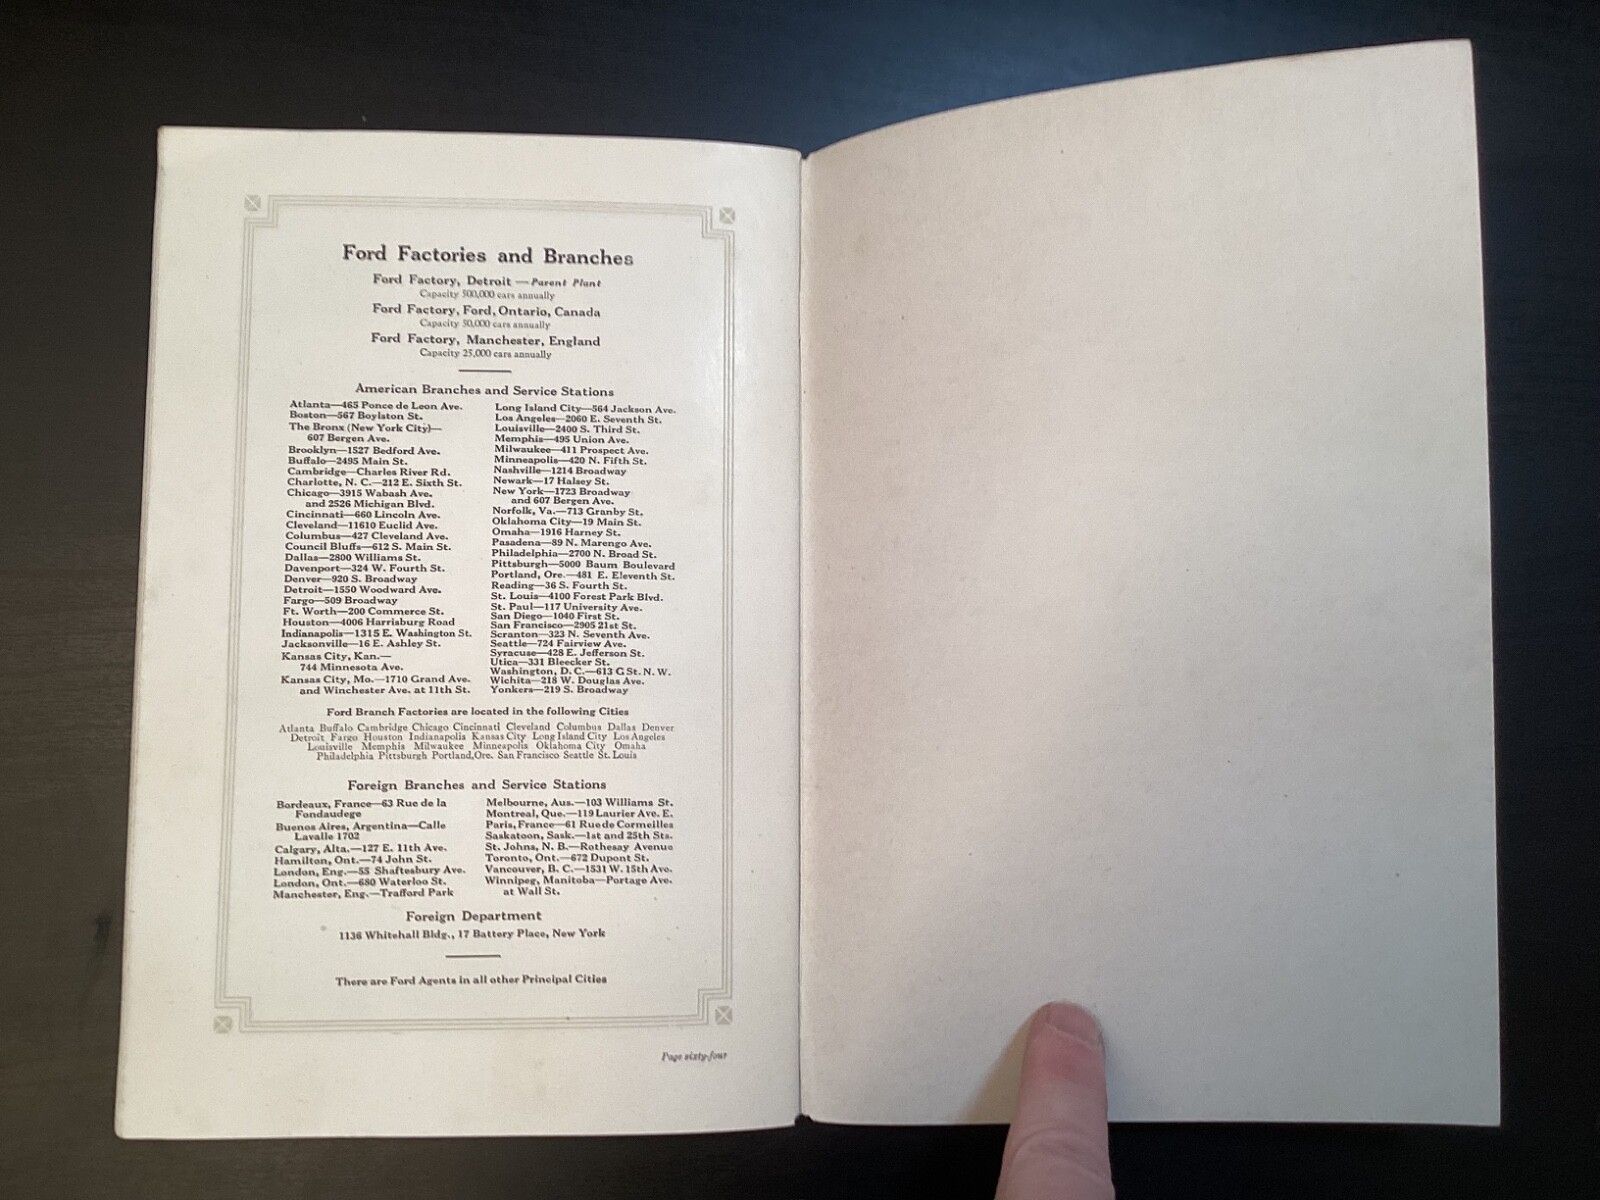 Ford Factories and Branches
Ford Factory, Detroit — Parent Plant
Capacity 500,000 cars annually
Ford Factory, Ford, Ontario, Canada
Capacity 50,000 cars annually
Ford Factory, Manchester, England
Capacity 25,000 cars annually
American Branches and Service Stations
Atlanta—465 Ponce de Leon Ave.
Boston—567 Boylston St.
The Bronx (New York City)—
607 Bergen Ave.
Brooklyn—1527 Bedford Ave.
Buffalo—2495 Main St.
Cambridge—Charles River Rd.
Charlotte, N. C.—212 E. Sixth St.
Chicago—3915 Wabash Ave.
and 2526 Michigan Blvd.
Cincinnati—660 Lincoln Ave.
Cleveland—11610 Euclid Ave.
Columbus—427 Cleveland Ave.
Council Bluffs—612 S. Main St.
Dallas—2800 Williams St.
Davenport—324 W. Fourth St.
Denver—920 S. Broadway
Detroit—1550 Woodward Ave.
Fargo—509 Broadway
Ft. Worth—200 Commerce St.
Houston—4006 Harrisburg Road
Indianapolis—1315 E. Washington St.
Jacksonville—16 E. Ashley St.
Kansas City, Kan.—
744 Minnesota Ave.
Kansas City, Mo.—1710 Grand Ave.
and Winchester Ave. at 11th St.
Long Island City—564 Jackson Ave.
Los Angeles—2060 E. Seventh St.
Louisville—2400 S. Third St.
Memphis—495 Union Ave.
Milwaukee—411 Prospect Ave.
Minneapolis—420 N. Fifth St.
Nashville—1214 Broadway
Newark—17 Halsey St.
New York—1723 Broadway
and 607 Bergen Ave.
Norfolk, Va.—713 Granby St.
Oklahoma City—19 Main St.
Omaha—1916 Harney St.
Pasadena—89 N. Marengo Ave.
Philadelphia—2700 N. Broad St.
Pittsburgh—5000 Baum Boulevard
Portland, Ore.—481 E. Eleventh St.
Reading—36 S. Fourth St.
St. Louis—4100 Forest Park Blvd.
St. Paul—117 University Ave.
San Diego—1040 First St.
San Francisco—2905 21st St.
Scranton—323 N. Seventh Ave.
Seattle—724 Fairview Ave.
Syracuse—428 E. Jefferson St.
Utica—331 Bleecker St.
Washington, D. C.—613 G St. N. W.
Wichita—218 W. Douglas Ave.
Yonkers—219 S. Broadway
Ford Branch Factories are located in the following Cities
Atlanta Buffalo Cambridge Chicago Cincinnati Cleveland Columbus Dallas Denver
Detroit Fargo Houston Indianapolis Kansas City Long Island City Los Angeles
Louisville Memphis Milwaukee Minneapolis Oklahoma City Omaha
Philadelphia Pittsburgh Portland, Ore. San Francisco Seattle St. Louis
Foreign Branches and Service Stations
Bordeaux, France—63 Rue de la
Fondaudege
Buenos Aires, Argentina—Calle
Lavalle 1702
Calgary, Alta.—127 E. 11th Ave.
Hamilton, Ont.—74 John St.
London, Eng.—55 Shaftesbury Ave.
London, Ont.—680 Waterloo St.
Manchester, Eng.—Trafford Park
Melbourne, Aus.—103 Williams St.
Montreal, Que.—119 Laurier Ave. E.
Paris, France—61 Rue de Cormeilles
Saskatoon, Sask.—1st and 25th Sts.
St. Johns, N. B.—Rothesay Avenue
Toronto, Ont.—672 Dupont St.
Vancouver, B. C.—1531 W. 15th Ave.
Winnipeg, Manitoba—Portage Ave.
at Wall St.
Foreign Department
1136 Whitehall Bldg., 17 Battery Place, New York
There are Ford Agents in all other Principal Cities
Page sixty-four